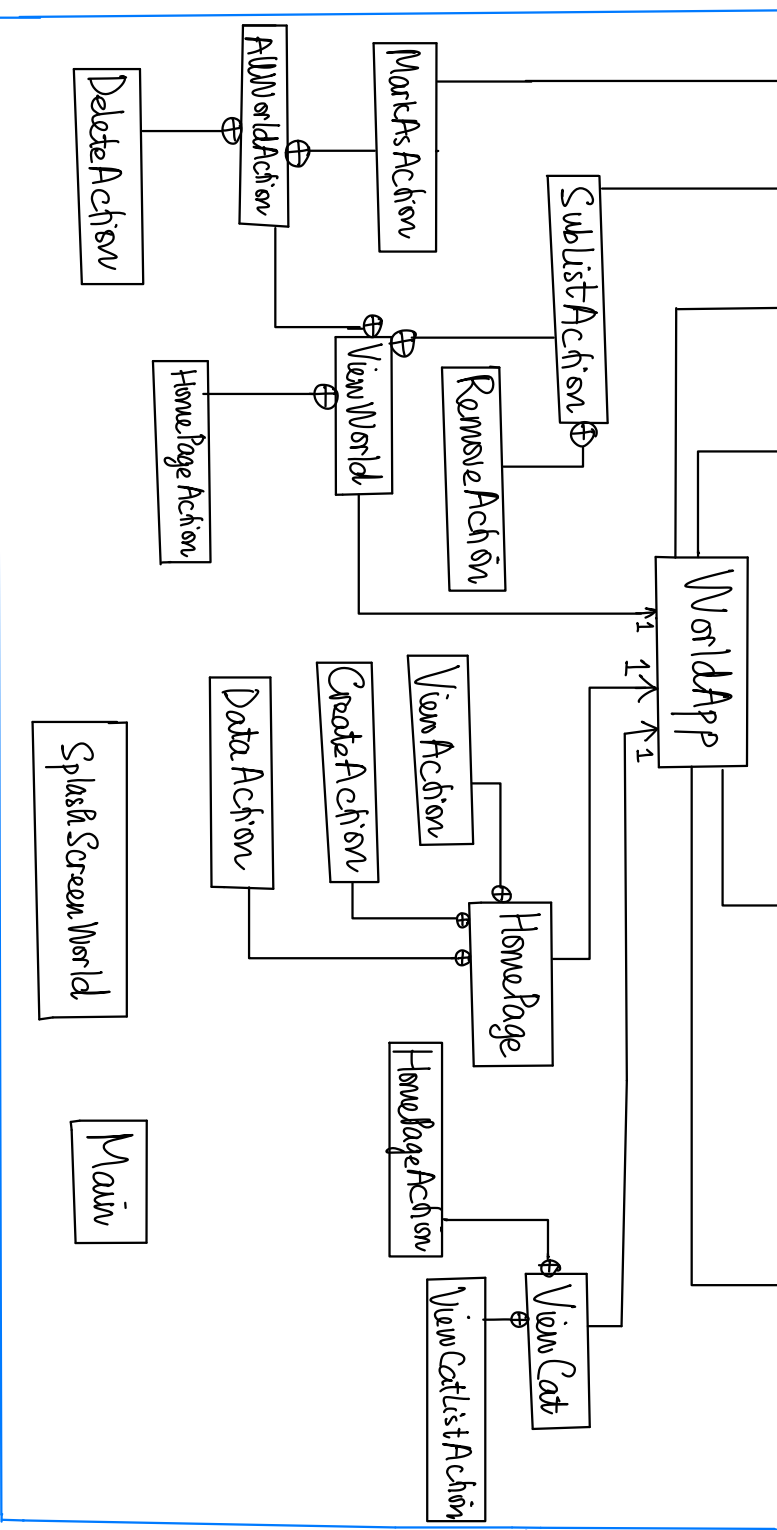 WorldApp
1
1
1
SubListAction
MarkAsAction
RemoveAction
AllWorldAction
ViewWorld
DeleteAction
HomePageAction
ViewAction
CreateAction
DataAction
HomePage
HomePageAction
ViewCat
ViewCatListAction
SplashScreenWorld
Main